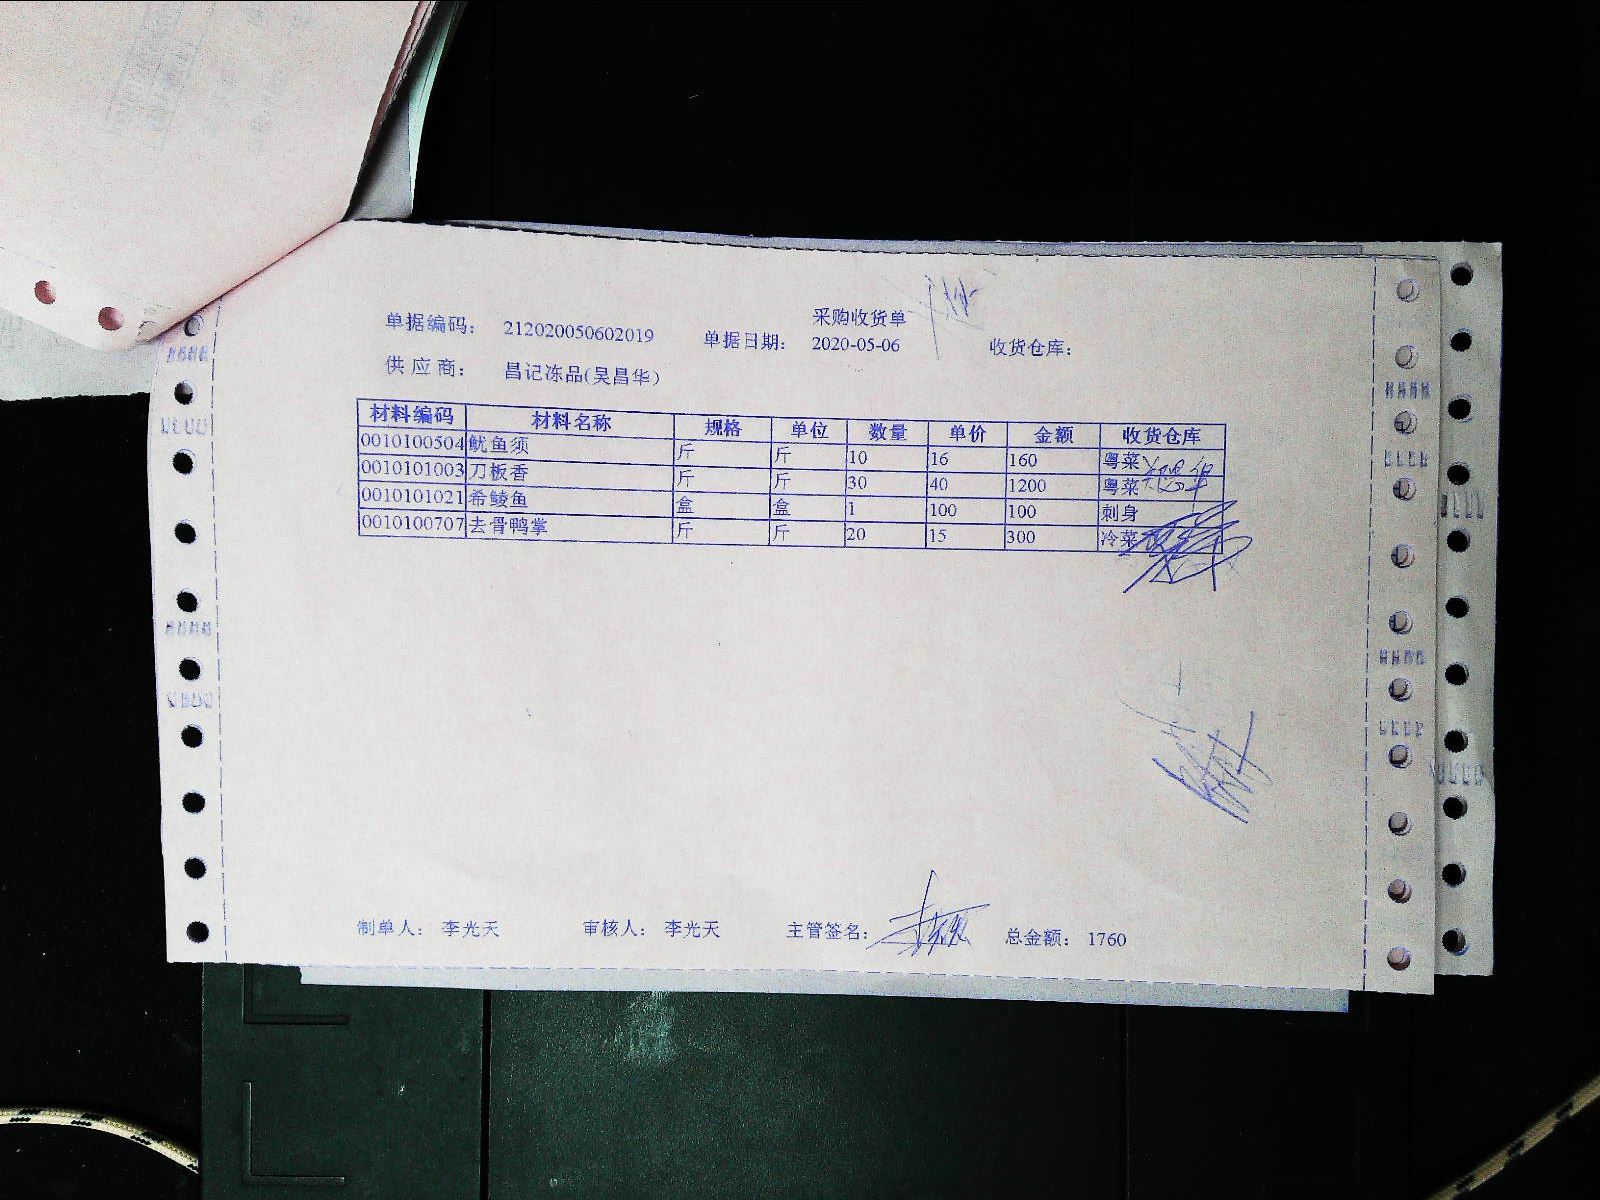 采购收货单
单据编码： 212020050602019 单据日期： 2020-05-06 收货仓库：
供 应 商： 昌记冻品(吴昌华）
材料编码 材料名称 规格 单位 数量 单价 金额 收货仓库
0010100504 鱿鱼须 斤 斤 10 16 160 粤菜
0010101003 刀板香 斤 斤 30 40 1200 粤菜
0010101021 希鲮鱼 盒 盒 1 100 100 刺身
0010100707 去骨鸭掌 斤 斤 20 15 300 冷菜
制单人： 李光天 审核人： 李光天 主管签名： 总金额： 1760